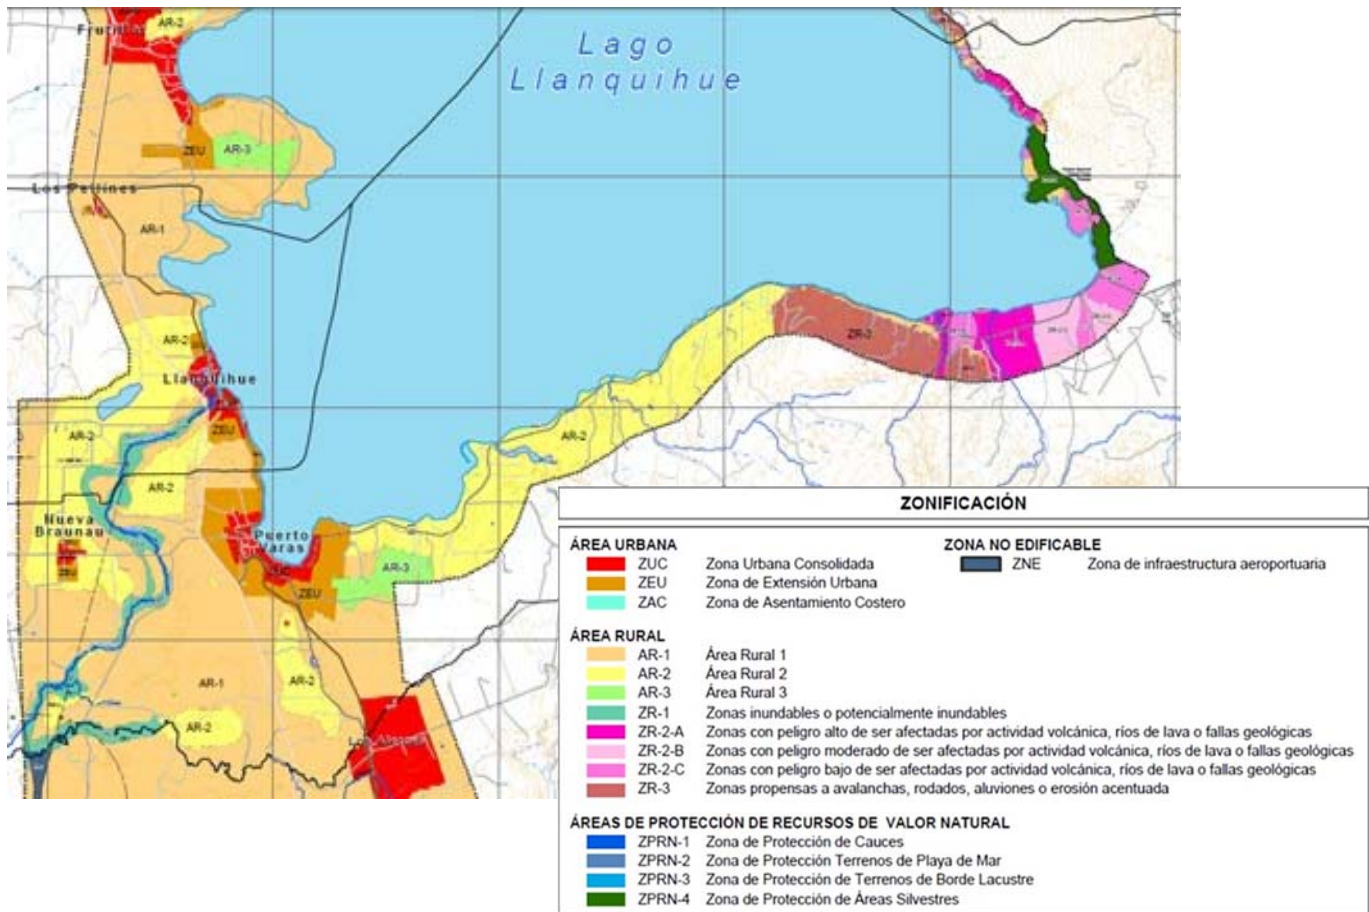 Lago
Llanquihue
AR-2
ZEU
AR-3
Los Pellines
AR-1
AR-2
Llanquihue
ZEU
AR-2
AR-2
Nueva
Braunau
ZEU
Puerto
Varas
ZUC
ZEU
AR-3
AR-2
ZR-3
AR-1
AR-2
AR-2
ZONIFICACIÓN
ÁREA URBANA
ZUC Zona Urbana Consolidada
ZEU Zona de Extensión Urbana
ZAC Zona de Asentamiento Costero
ZONA NO EDIFICABLE
ZNE Zona de infraestructura aeroportuaria
ÁREA RURAL
AR-1 Área Rural 1
AR-2 Área Rural 2
AR-3 Área Rural 3
ZR-1 Zonas inundables o potencialmente inundables
ZR-2-A Zonas con peligro alto de ser afectadas por actividad volcánica, ríos de lava o fallas geológicas
ZR-2-B Zonas con peligro moderado de ser afectadas por actividad volcánica, ríos de lava o fallas geológicas
ZR-2-C Zonas con peligro bajo de ser afectadas por actividad volcánica, ríos de lava o fallas geológicas
ZR-3 Zonas propensas a avalanchas, rodados, aluviones o erosión acentuada
ÁREAS DE PROTECCIÓN DE RECURSOS DE VALOR NATURAL
ZPRN-1 Zona de Protección de Cauces
ZPRN-2 Zona de Protección Terrenos de Playa de Mar
ZPRN-3 Zona de Protección de Terrenos de Borde Lacustre
ZPRN-4 Zona de Protección de Áreas Silvestres